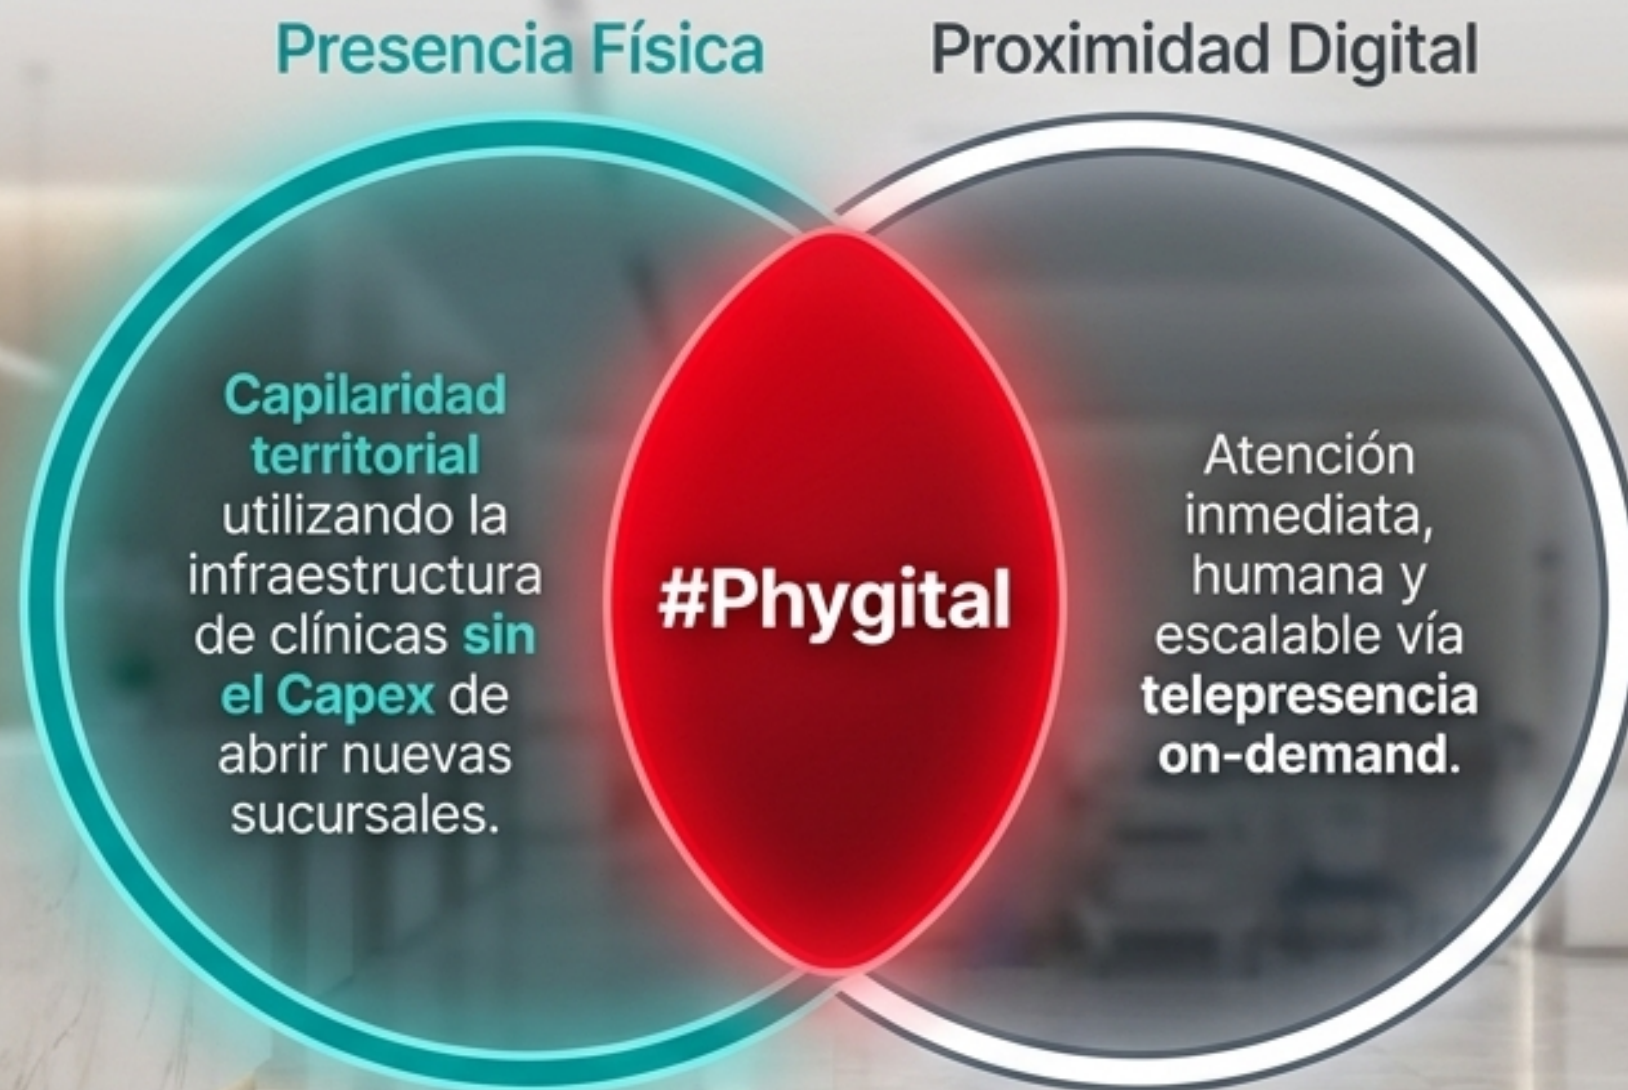 Presencia Física
Proximidad Digital
Capilaridad
territorial
utilizando la
infraestructura
de clínicas sin
el Capex de
abrir nuevas
sucursales.
#Phygital
Atención
inmediata,
humana y
escalable vía
telepresencia
on-demand.